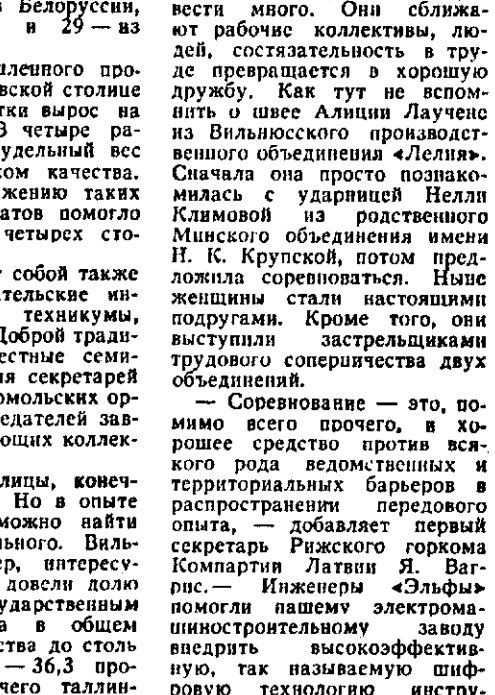 Белоруссии,
и 29 — из
шленного про-
вской столице
тки вырос на
В четыре ра-
удельный вес
ком качества.
жению таких
атов помогло
четырех сто-
собой также
тельские ин-
техникумы,
Доброй тради-
естные семи-
ия секретарей
омольских ор-
едателей зав-
ющих коллек-
лицы, конеч-
Но в опыте
можно найти
ьного. Виль-
ер, интересу-
довели долю
ударственным
а в общем
ства до столь
— 36,3 про-
чего таллин-
вести много. Они сближа-
ют рабочие коллективы, лю-
дей, состязательность в тру-
де превращается в хорошую
дружбу. Как тут не вспом-
нить о швее Алиции Лаученс
из Вильнюсского производст-
венного объединения «Лелия».
Сначала она просто познако-
милась с ударницей Нелли
Климовой из родственного
Минского объединения имени
Н. К. Крупской, потом пред-
ложила соревноваться. Ныне
женщины стали настоящими
подругами. Кроме того, они
выступили застрельщиками
трудового соперничества двух
объединений.
— Соревнование — это, по-
мимо всего прочего, и хо-
рошее средство против вся-
кого рода ведомственных и
территориальных барьеров в
распространении передового
опыта, — добавляет первый
секретарь Рижского горкома
Компартии Латвии Я. Ваг-
рис.— Инженеры «Эльфы»
помогли нашему электрома-
шиностроительному заводу
внедрить высокоэффектив-
ную, так называемую шиф-
ровую технологию инстру-